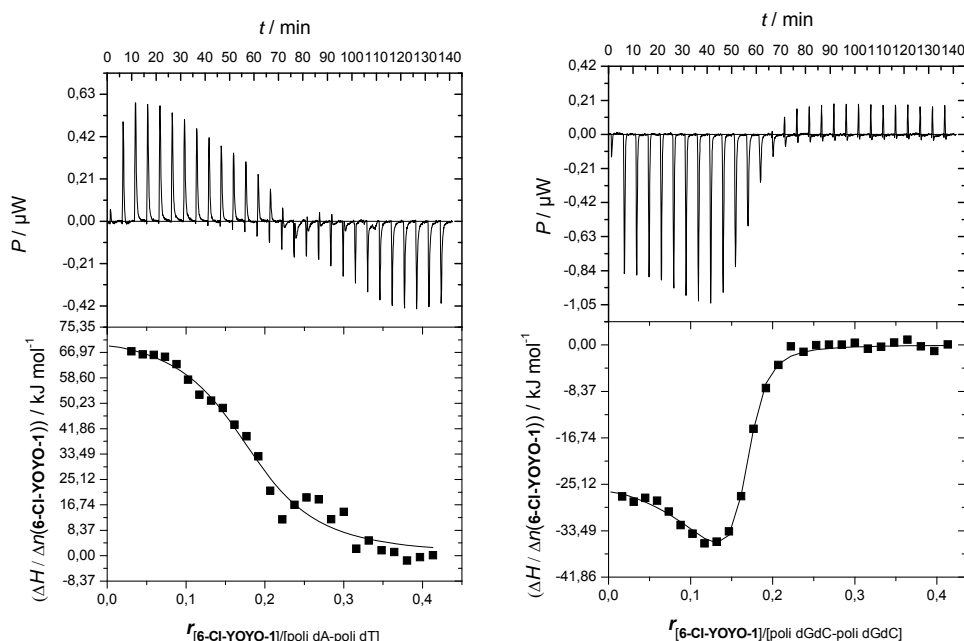 t / min
0 10 20 30 40 50 60 70 80 90 100 110 120 130 140
0,63
0,42
0,21
0,00
-0,21
-0,42
P / µW
75,35
66,97
58,60
50,23
41,86
33,49
25,12
16,74
8,37
0,00
-8,37
(ΔH / Δn(6-Cl-YOYO-1)) / kJ mol⁻¹
0,0 0,1 0,2 0,3 0,4
r[6-Cl-YOYO-1]/[poli dA-poli dT]
t / min
0 10 20 30 40 50 60 70 80 90 100 110 120 130 140
0,42
0,21
0,00
-0,21
-0,42
-0,63
-0,84
-1,05
P / µW
0,00
-8,37
-16,74
-25,12
-33,49
-41,86
(ΔH / Δn(6-Cl-YOYO-1)) / kJ mol⁻¹
0,0 0,1 0,2 0,3 0,4
r[6-Cl-YOYO-1]/[poli dGdC-poli dGdC]